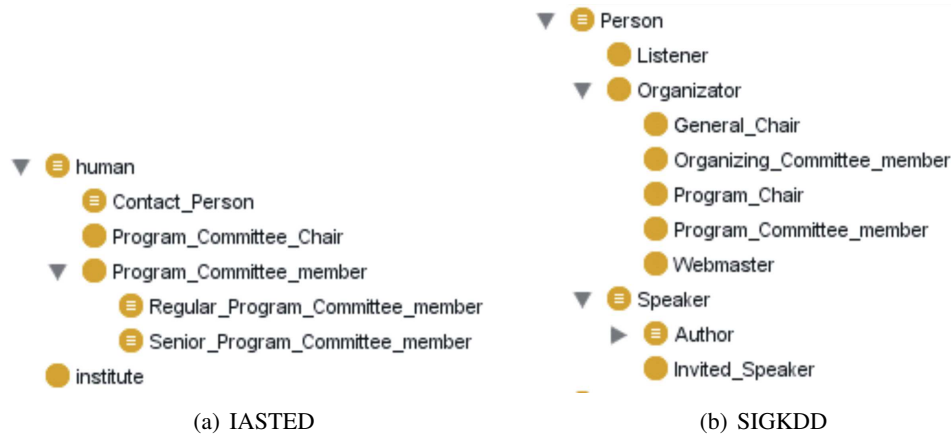 human
Contact_Person
Program_Committee_Chair
Program_Committee_member
Regular_Program_Committee_member
Senior_Program_Committee_member
institute
(a) IASTED
Person
Listener
Organizator
General_Chair
Organizing_Committee_member
Program_Chair
Program_Committee_member
Webmaster
Speaker
Author
Invited_Speaker
(b) SIGKDD